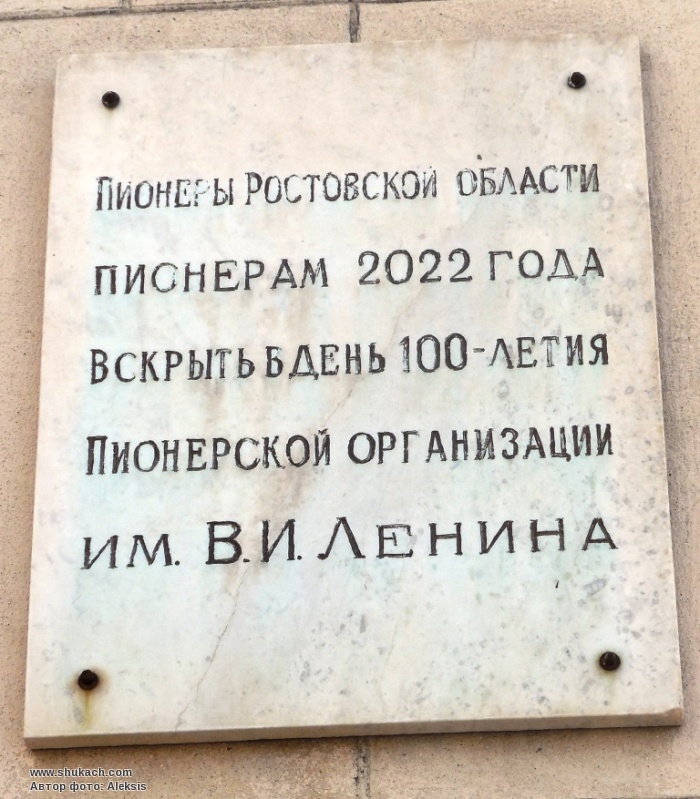 Пионеры Ростовской области
пионерам 2022 года
Вскрыть в день 100-летия
Пионерской организации
им. В.И. Ленина
www.shukach.com
Автор фото: Aleksis